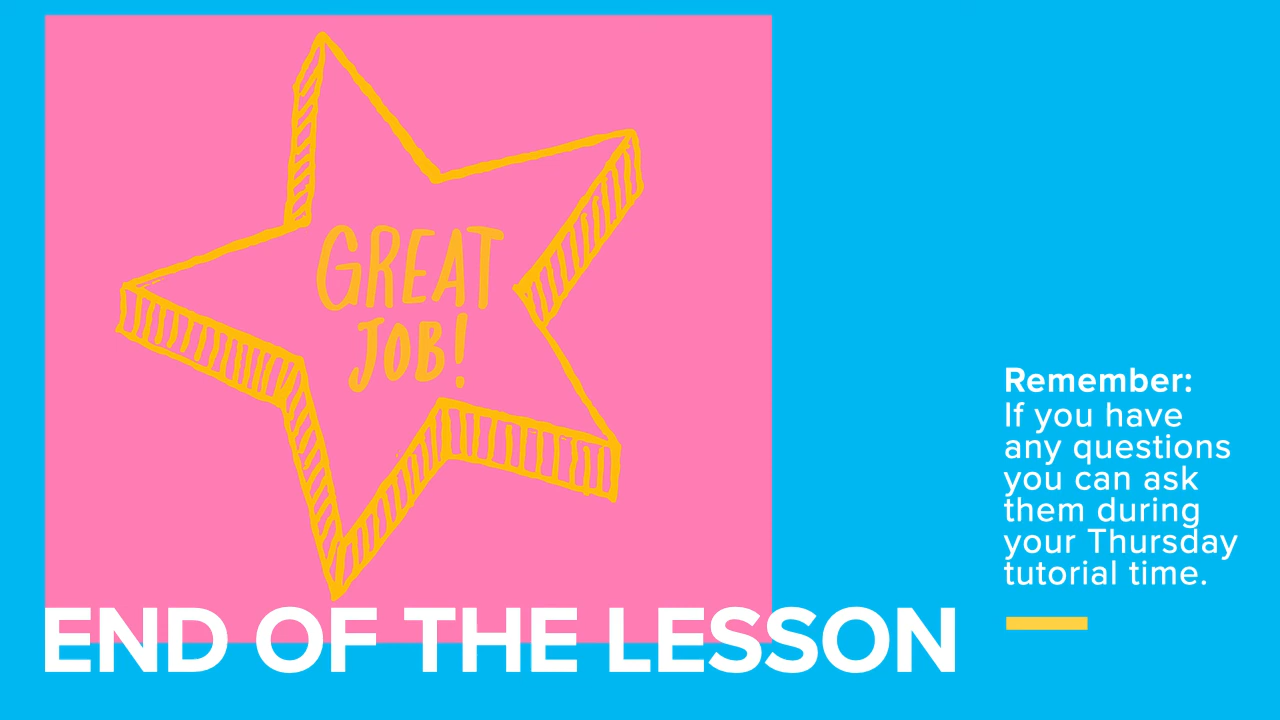 GREAT
JOB!
END OF THE LESSON
Remember:
If you have
any questions
you can ask
them during
your Thursday
tutorial time.